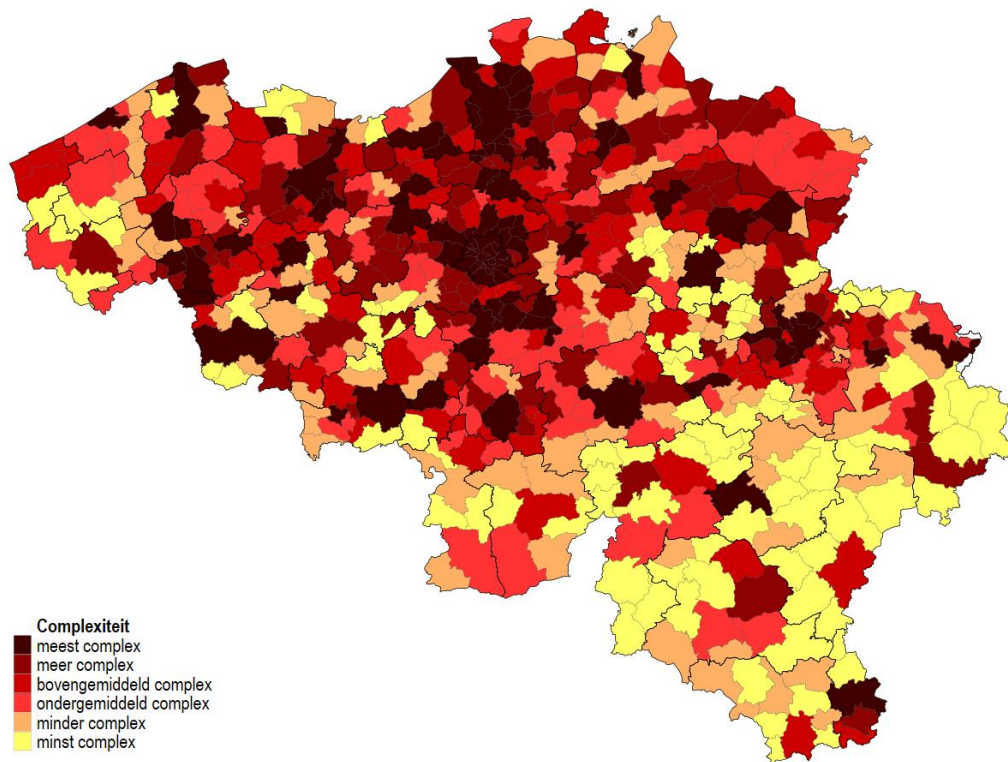 Complexiteit
meest complex
meer complex
bovengemiddeld complex
ondergemiddeld complex
minder complex
minst complex